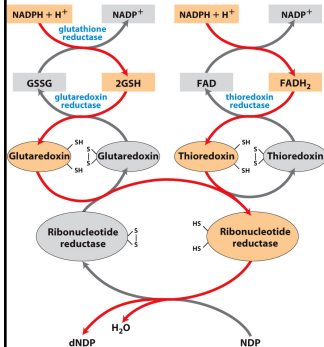 NADPH + H⁺ NADP⁺ NADPH + H⁺ NADP⁺
glutathione
reductase
GSSG 2GSH FAD FADH₂
glutaredoxin
reductase
thioredoxin
reductase
SH S SH S
Glutaredoxin Glutaredoxin Thioredoxin Thioredoxin
SH S SH S
Ribonucleotide
reductase
S
S
HS
HS
Ribonucleotide
reductase
H₂O
dNDP NDP